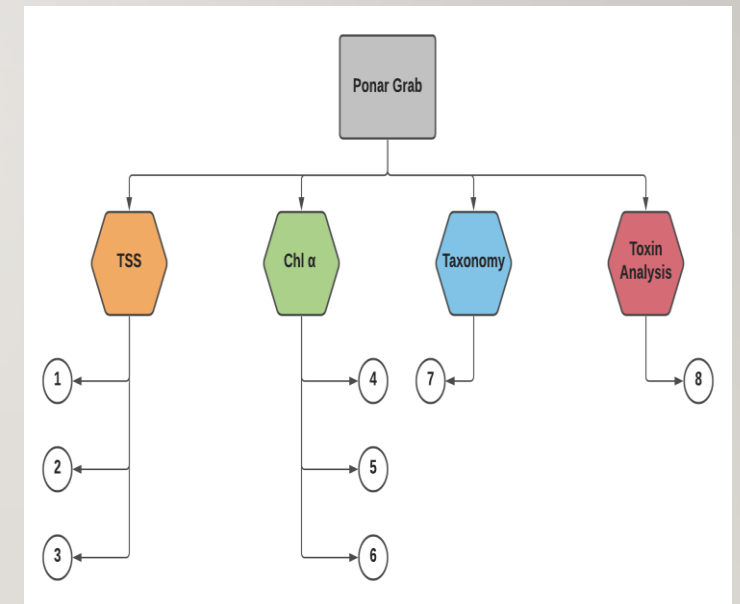 Ponar Grab
TSS
Chl α
Taxonomy
Toxin
Analysis
1
4
7
8
2
5
3
6